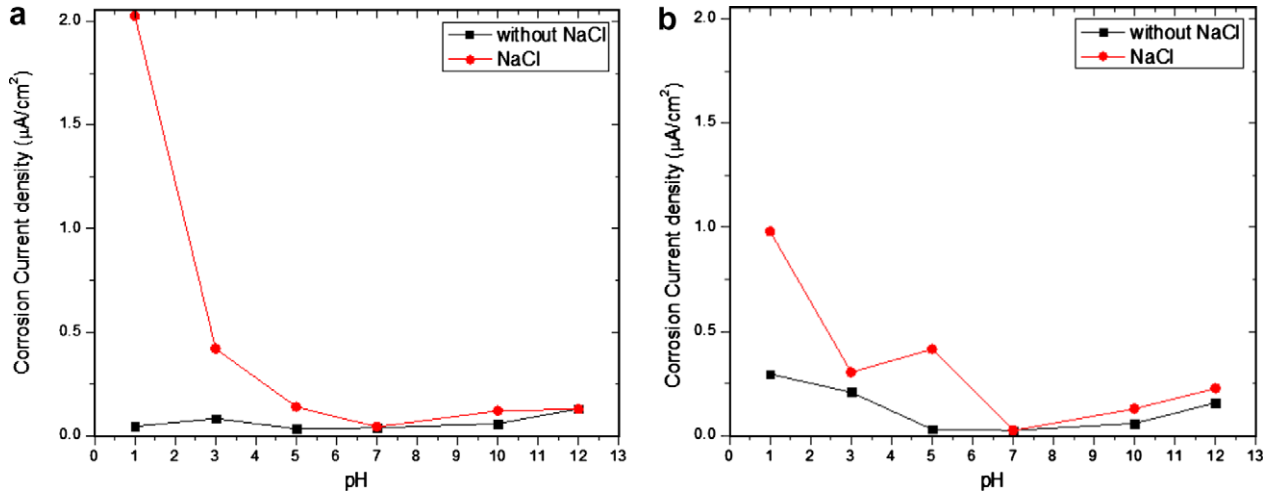 a
Corrosion Current density (µA/cm²)
2.0
1.5
1.0
0.5
0.0
without NaCl
NaCl
0 1 2 3 4 5 6 7 8 9 10 11 12 13
pH
b
Corrosion Current density (µA/cm²)
2.0
1.5
1.0
0.5
0.0
without NaCl
NaCl
0 1 2 3 4 5 6 7 8 9 10 11 12 13
pH